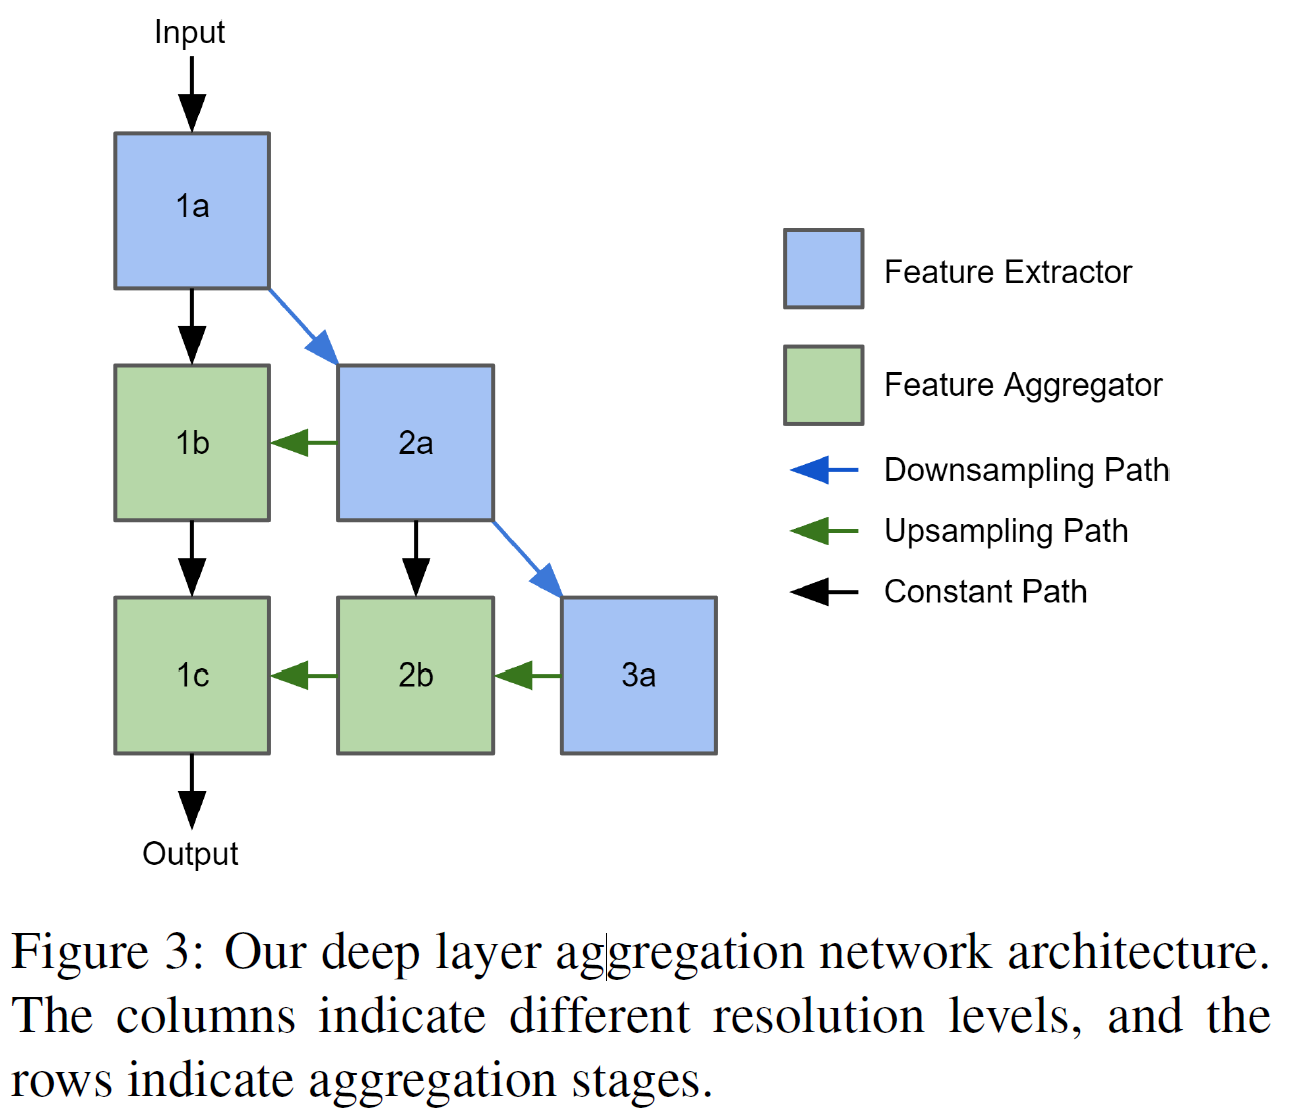 Input
1a
1b
2a
1c
2b
3a
Output
Feature Extractor
Feature Aggregator
Downsampling Path
Upsampling Path
Constant Path
Figure 3: Our deep layer aggregation network architecture.
The columns indicate different resolution levels, and the
rows indicate aggregation stages.